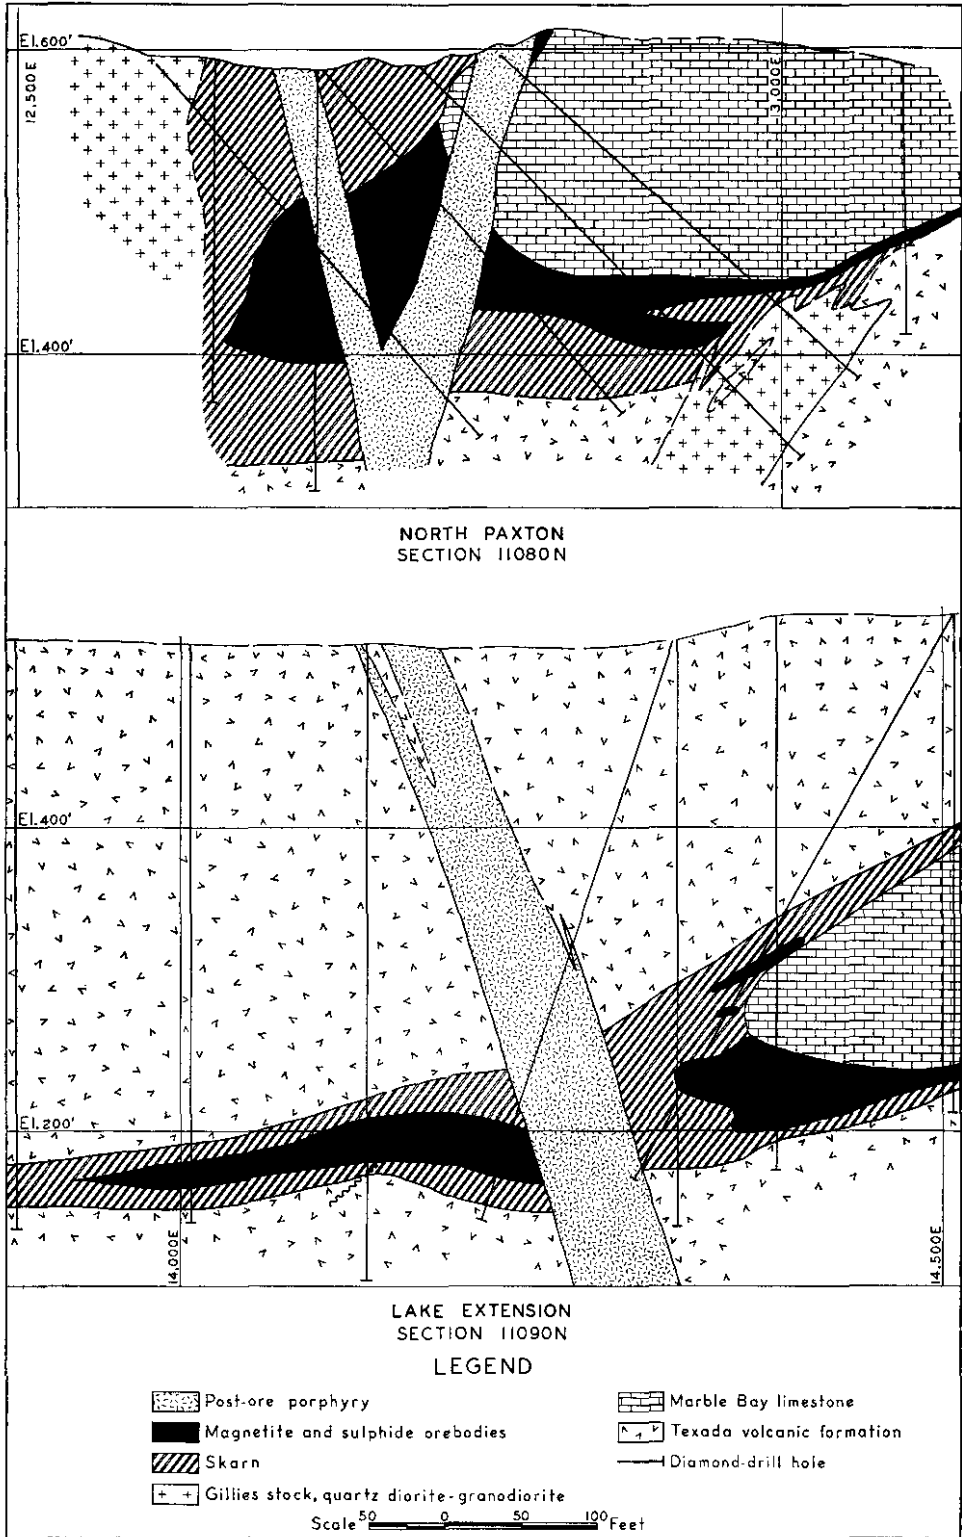 El.600'
12,500E
3,000E
El.400'
NORTH PAXTON
SECTION 11080N
El.400'
El.200'
14,000E
14,500E
LAKE EXTENSION
SECTION 11090N
LEGEND
Post-ore porphyry
Magnetite and sulphide orebodies
Skarn
Gillies stock, quartz diorite-granodiorite
Marble Bay limestone
Texada volcanic formation
Diamond-drill hole
Scale 50 0 50 100 Feet